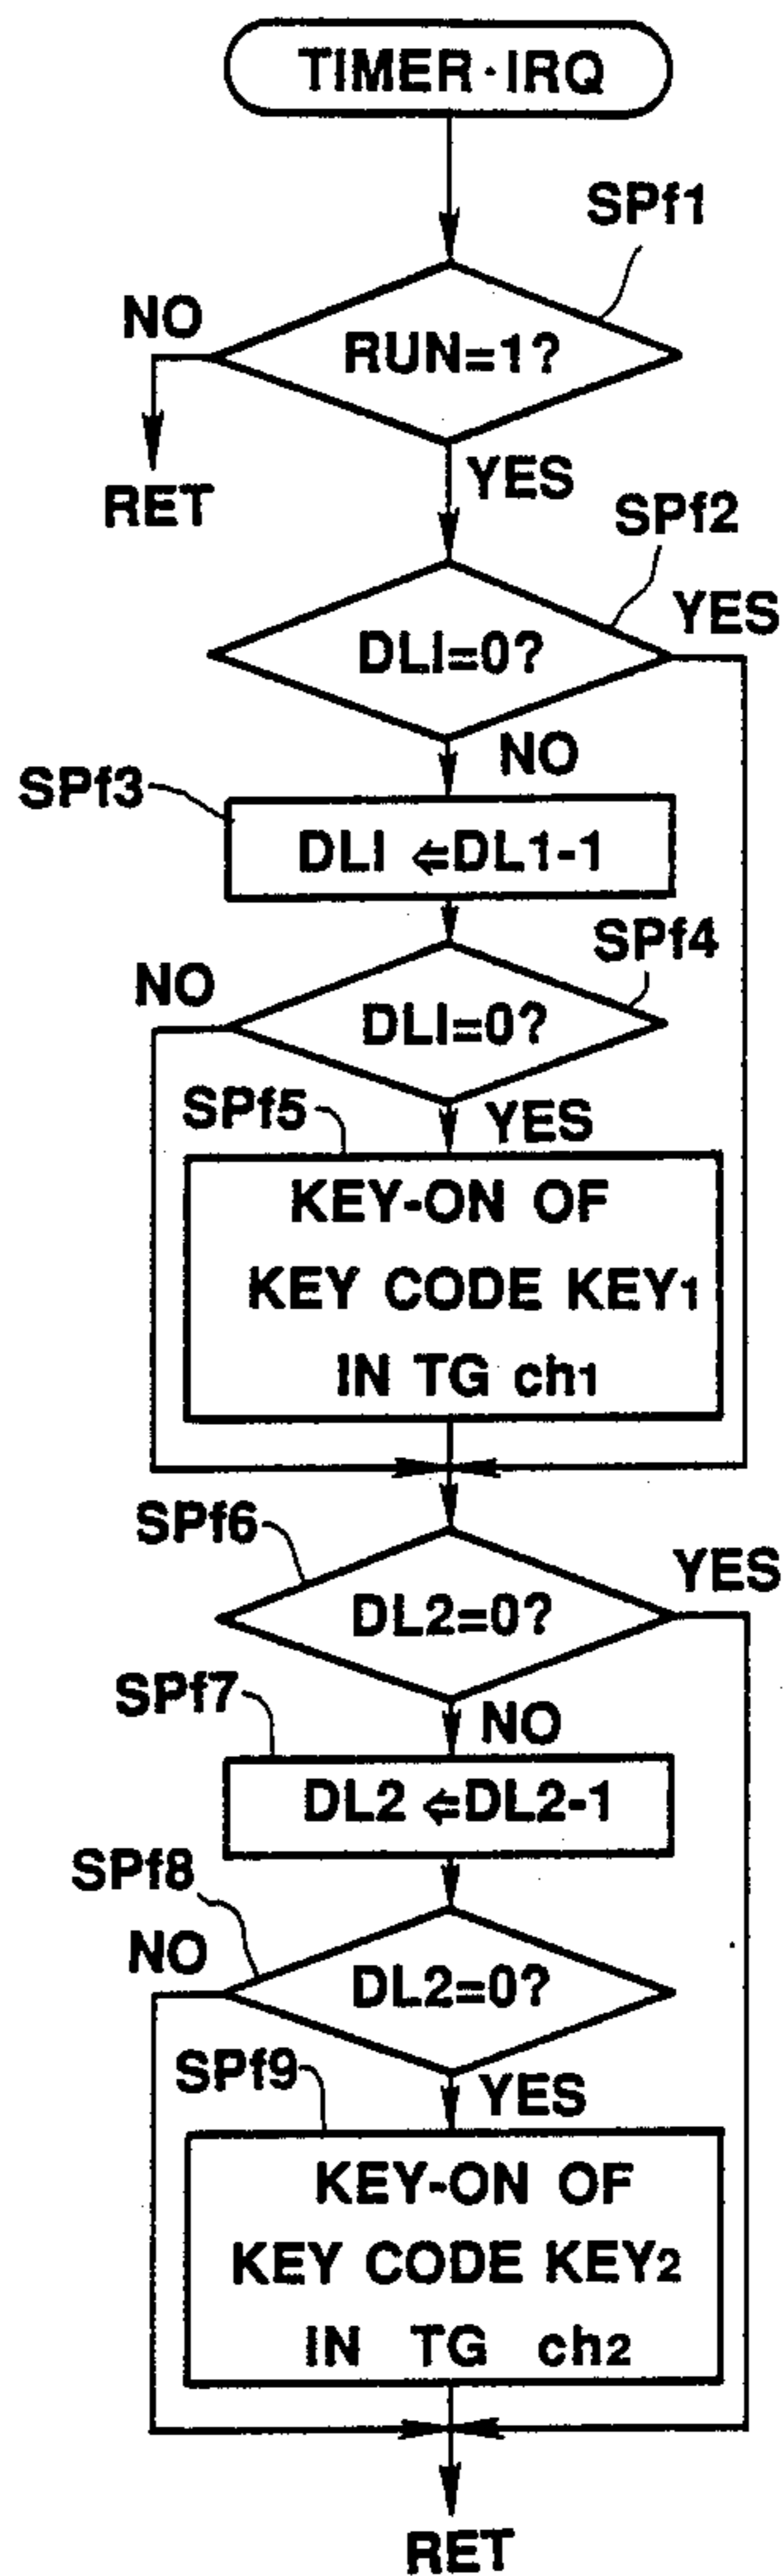 TIMER·IRQ
SPf1
NO
RUN=1?
YES
RET
SPf2
YES
DLI=0?
NO
SPf3
DLI ⇐DL1-1
SPf4
NO
DLI=0?
SPf5
YES
KEY-ON OF
KEY CODE KEY1
IN TG ch1
SPf6
YES
DL2=0?
SPf7
NO
DL2 ⇐DL2-1
SPf8
NO
DL2=0?
SPf9
YES
KEY-ON OF
KEY CODE KEY2
IN TG ch2
RET